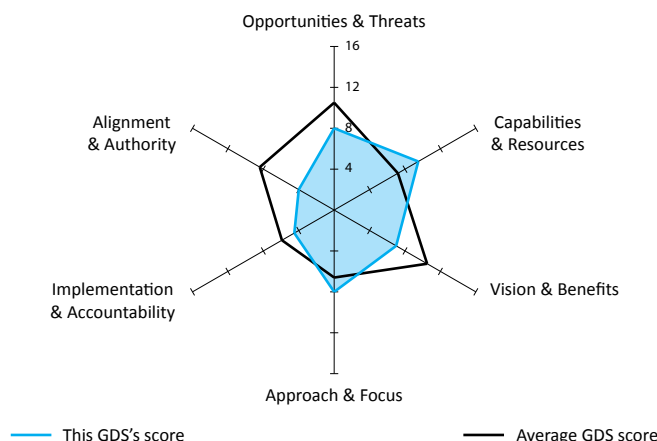 Opportunities & Threats
16
12
8
4
Alignment
& Authority
Capabilities
& Resources
Implementation
& Accountability
Vision & Benefits
Approach & Focus
This GDS’s score
Average GDS score